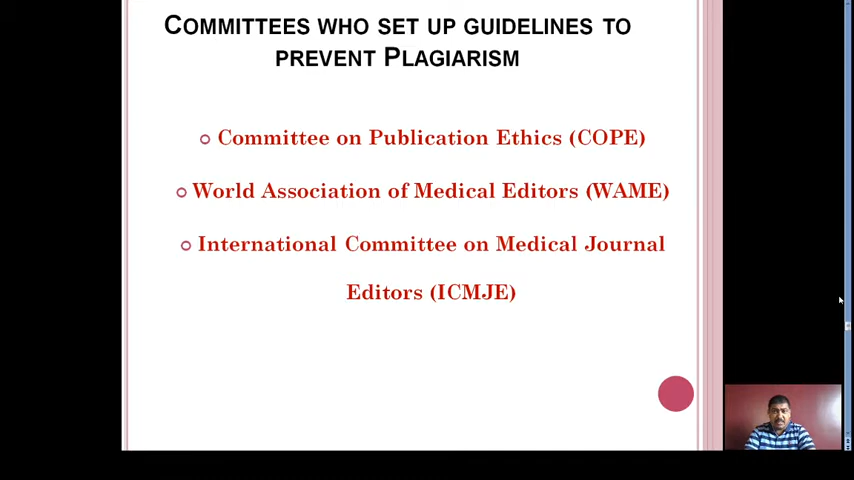 COMMITTEES WHO SET UP GUIDELINES TO
PREVENT PLAGIARISM
Committee on Publication Ethics (COPE)
World Association of Medical Editors (WAME)
International Committee on Medical Journal
Editors (ICMJE)